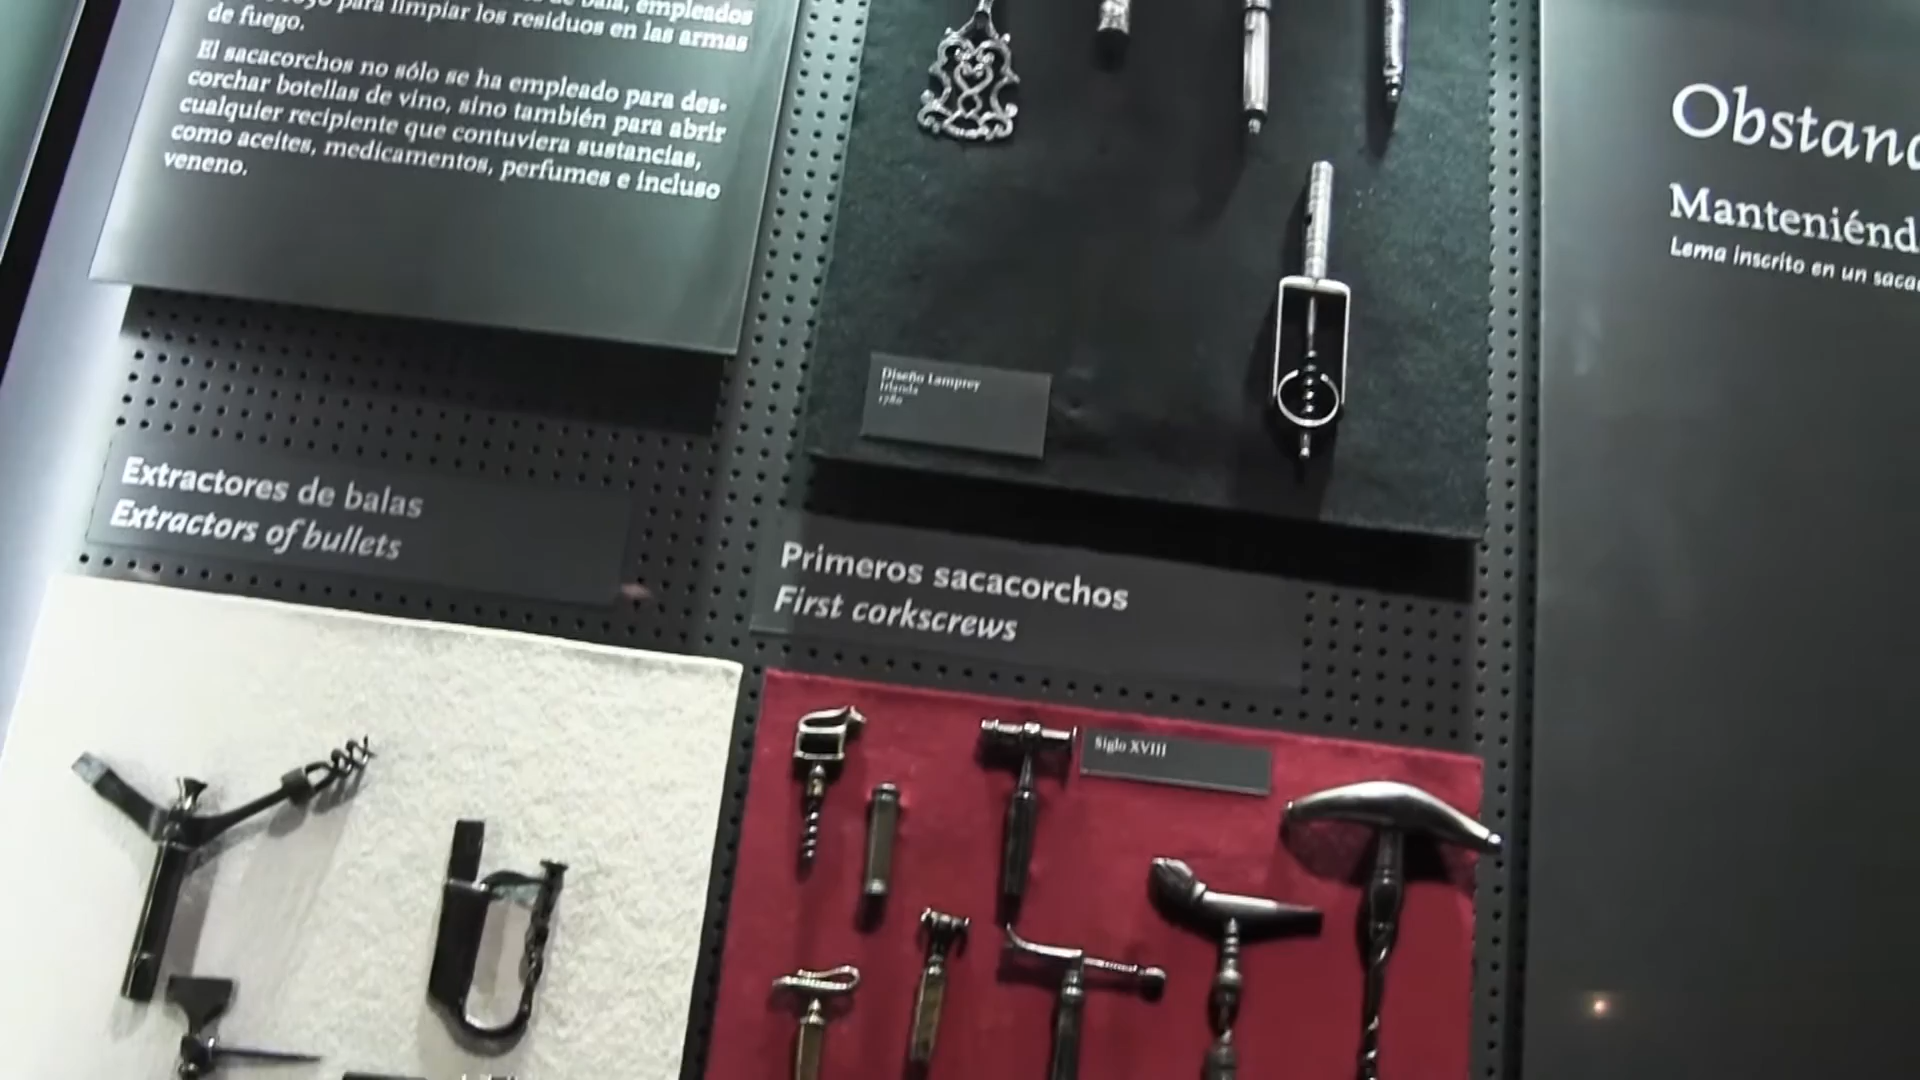 de bala, empleados
para limpiar los residuos en las armas
de fuego.
El sacacorchos no sólo se ha empleado para des-
corchar botellas de vino, sino también para abrir
cualquier recipiente que contuviera sustancias,
como aceites, medicamentos, perfumes e incluso
veneno.
Extractores de balas
Extractors of bullets
Diseño Lamprey
Irlanda
1780
Primeros sacacorchos
First corkscrews
Siglo XVIII
Obstan
Manteniénd
Lema inscrito en un saca